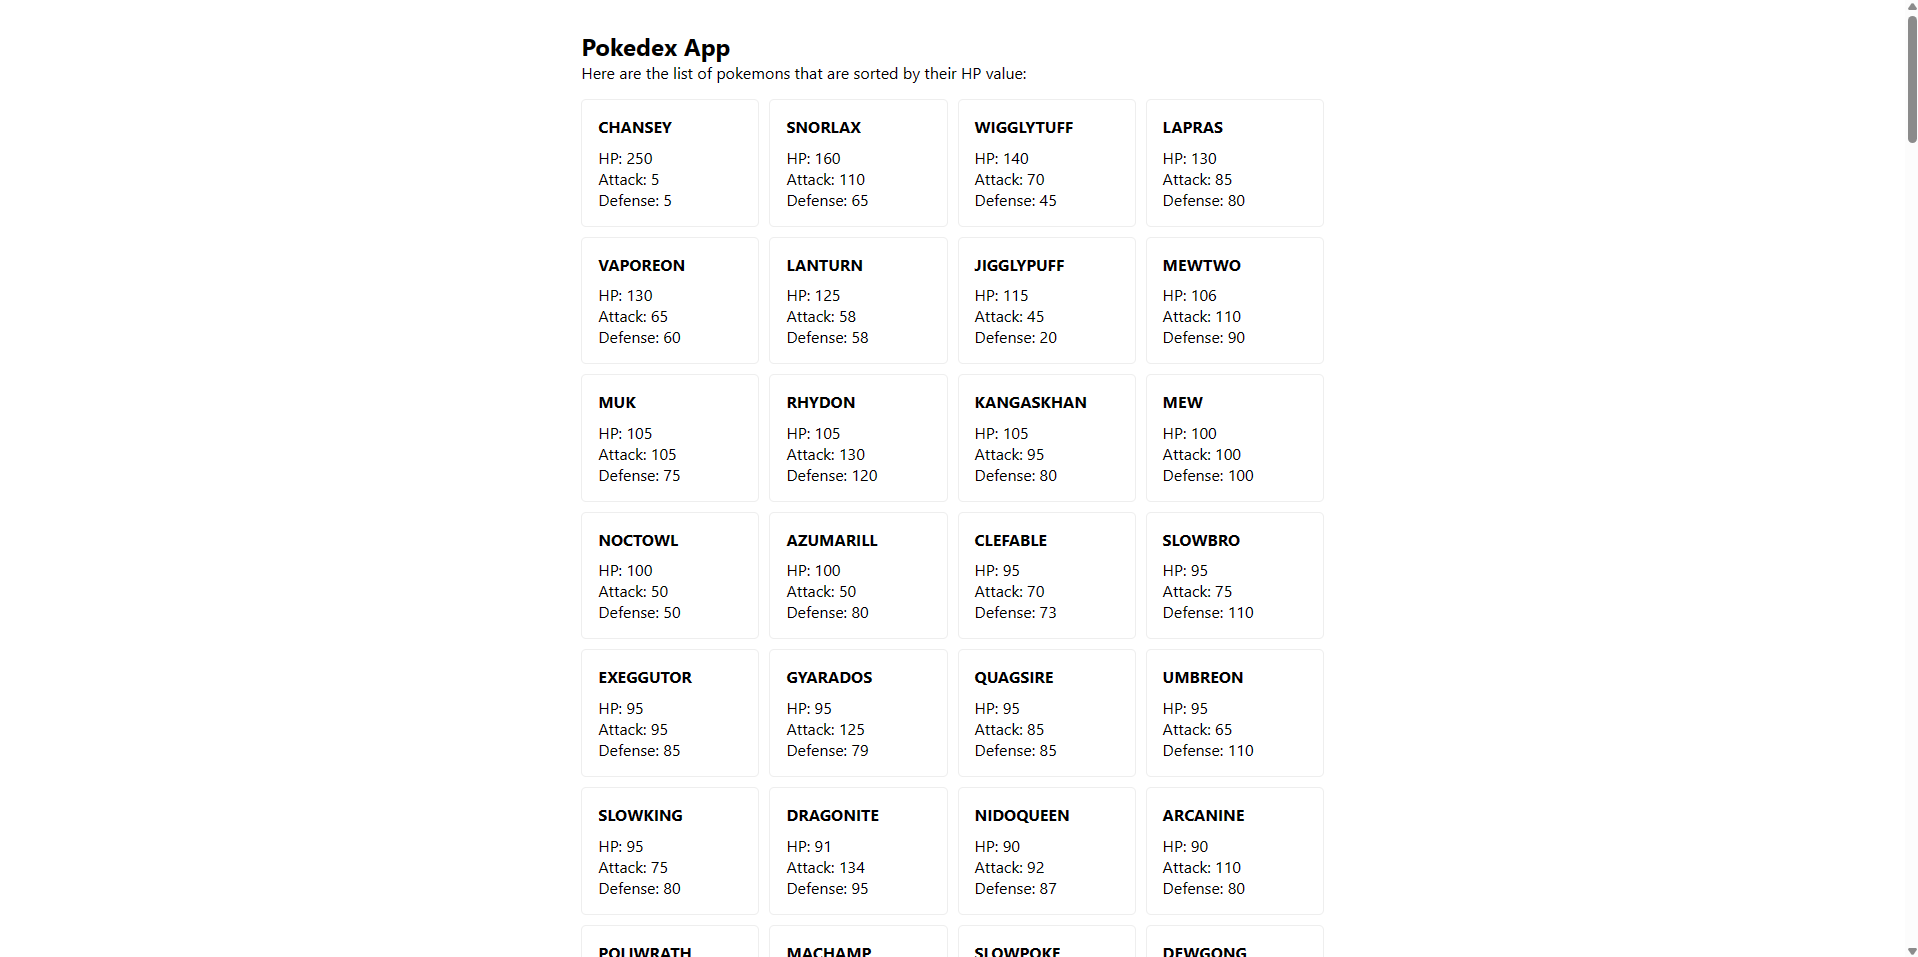 Pokedex App
Here are the list of pokemons that are sorted by their HP value:
CHANSEY
HP: 250
Attack: 5
Defense: 5
SNORLAX
HP: 160
Attack: 110
Defense: 65
WIGGLYTUFF
HP: 140
Attack: 70
Defense: 45
LAPRAS
HP: 130
Attack: 85
Defense: 80
VAPOREON
HP: 130
Attack: 65
Defense: 60
LANTURN
HP: 125
Attack: 58
Defense: 58
JIGGLYPUFF
HP: 115
Attack: 45
Defense: 20
MEWTWO
HP: 106
Attack: 110
Defense: 90
MUK
HP: 105
Attack: 105
Defense: 75
RHYDON
HP: 105
Attack: 130
Defense: 120
KANGASKHAN
HP: 105
Attack: 95
Defense: 80
MEW
HP: 100
Attack: 100
Defense: 100
NOCTOWL
HP: 100
Attack: 50
Defense: 50
AZUMARILL
HP: 100
Attack: 50
Defense: 80
CLEFABLE
HP: 95
Attack: 70
Defense: 73
SLOWBRO
HP: 95
Attack: 75
Defense: 110
EXEGGUTOR
HP: 95
Attack: 95
Defense: 85
GYARADOS
HP: 95
Attack: 125
Defense: 79
QUAGSIRE
HP: 95
Attack: 85
Defense: 85
UMBREON
HP: 95
Attack: 65
Defense: 110
SLOWKING
HP: 95
Attack: 75
Defense: 80
DRAGONITE
HP: 91
Attack: 134
Defense: 95
NIDOQUEEN
HP: 90
Attack: 92
Defense: 87
ARCANINE
HP: 90
Attack: 110
Defense: 80
POLIWRATH
MACHAMP
SLOWPOKE
DEWGONG